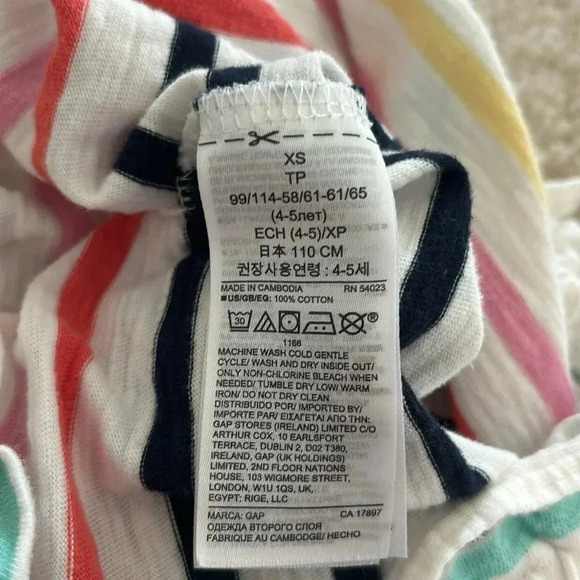 XS
TP
99/114-58/61-61/65
(4-5лет)
ECH (4-5)/XP
日本 110 CM
권장사용연령 : 4-5세
MADE IN CAMBODIA RN 54023
■US/GB/EG: 100% COTTON
30
1166
MACHINE WASH COLD GENTLE
CYCLE/ WASH AND DRY INSIDE OUT/
ONLY NON-CHLORINE BLEACH WHEN
NEEDED/ TUMBLE DRY LOW/ WARM
IRON/ DO NOT DRY CLEAN
DISTRIBUIDO POR/ IMPORTED BY/
IMPORTE PAR/ ΕΙΣΑΓΕΤΑΙ ΑΠΟ ΤΗΝ:
GAP STORES (IRELAND) LIMITED C/O
ARTHUR COX, 10 EARLSFORT
TERRACE, DUBLIN 2, D02 T380,
IRELAND, GAP (UK HOLDINGS)
LIMITED, 2ND FLOOR NATIONS
HOUSE, 103 WIGMORE STREET,
LONDON, W1U 1QS, UK,
EGYPT; RIGE, LLC
MARCA: GAP CA 17897
ОДЕЖДА ВТОРОГО СЛОЯ
FABRIQUE AU CAMBODGE/ HECHO